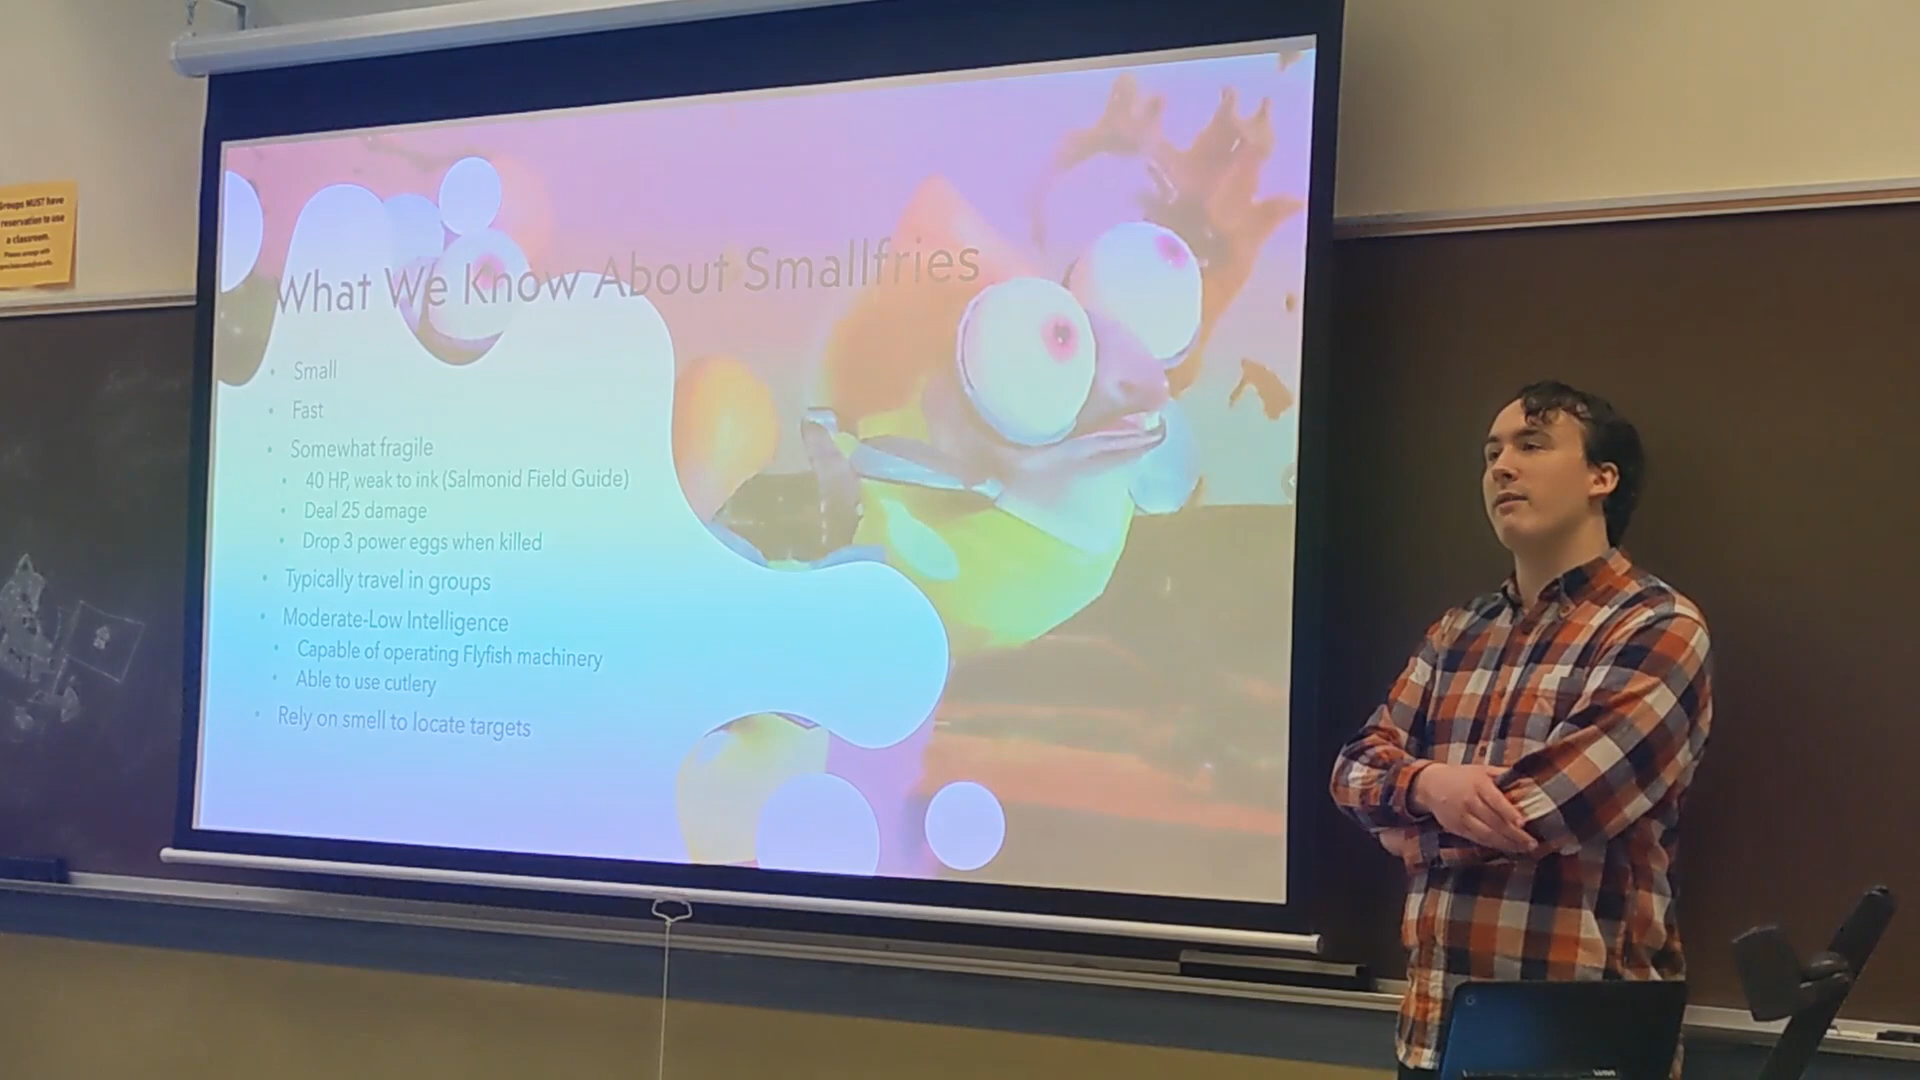 Groups MUST have
reservation to use
a classroom.
What We Know About Smallfries
• Small
• Fast
• Somewhat fragile
• 40 HP, weak to ink (Salmonid Field Guide)
• Deal 25 damage
• Drop 3 power eggs when killed
• Typically travel in groups
• Moderate-Low Intelligence
• Capable of operating Flyfish machinery
• Able to use cutlery
• Rely on smell to locate targets